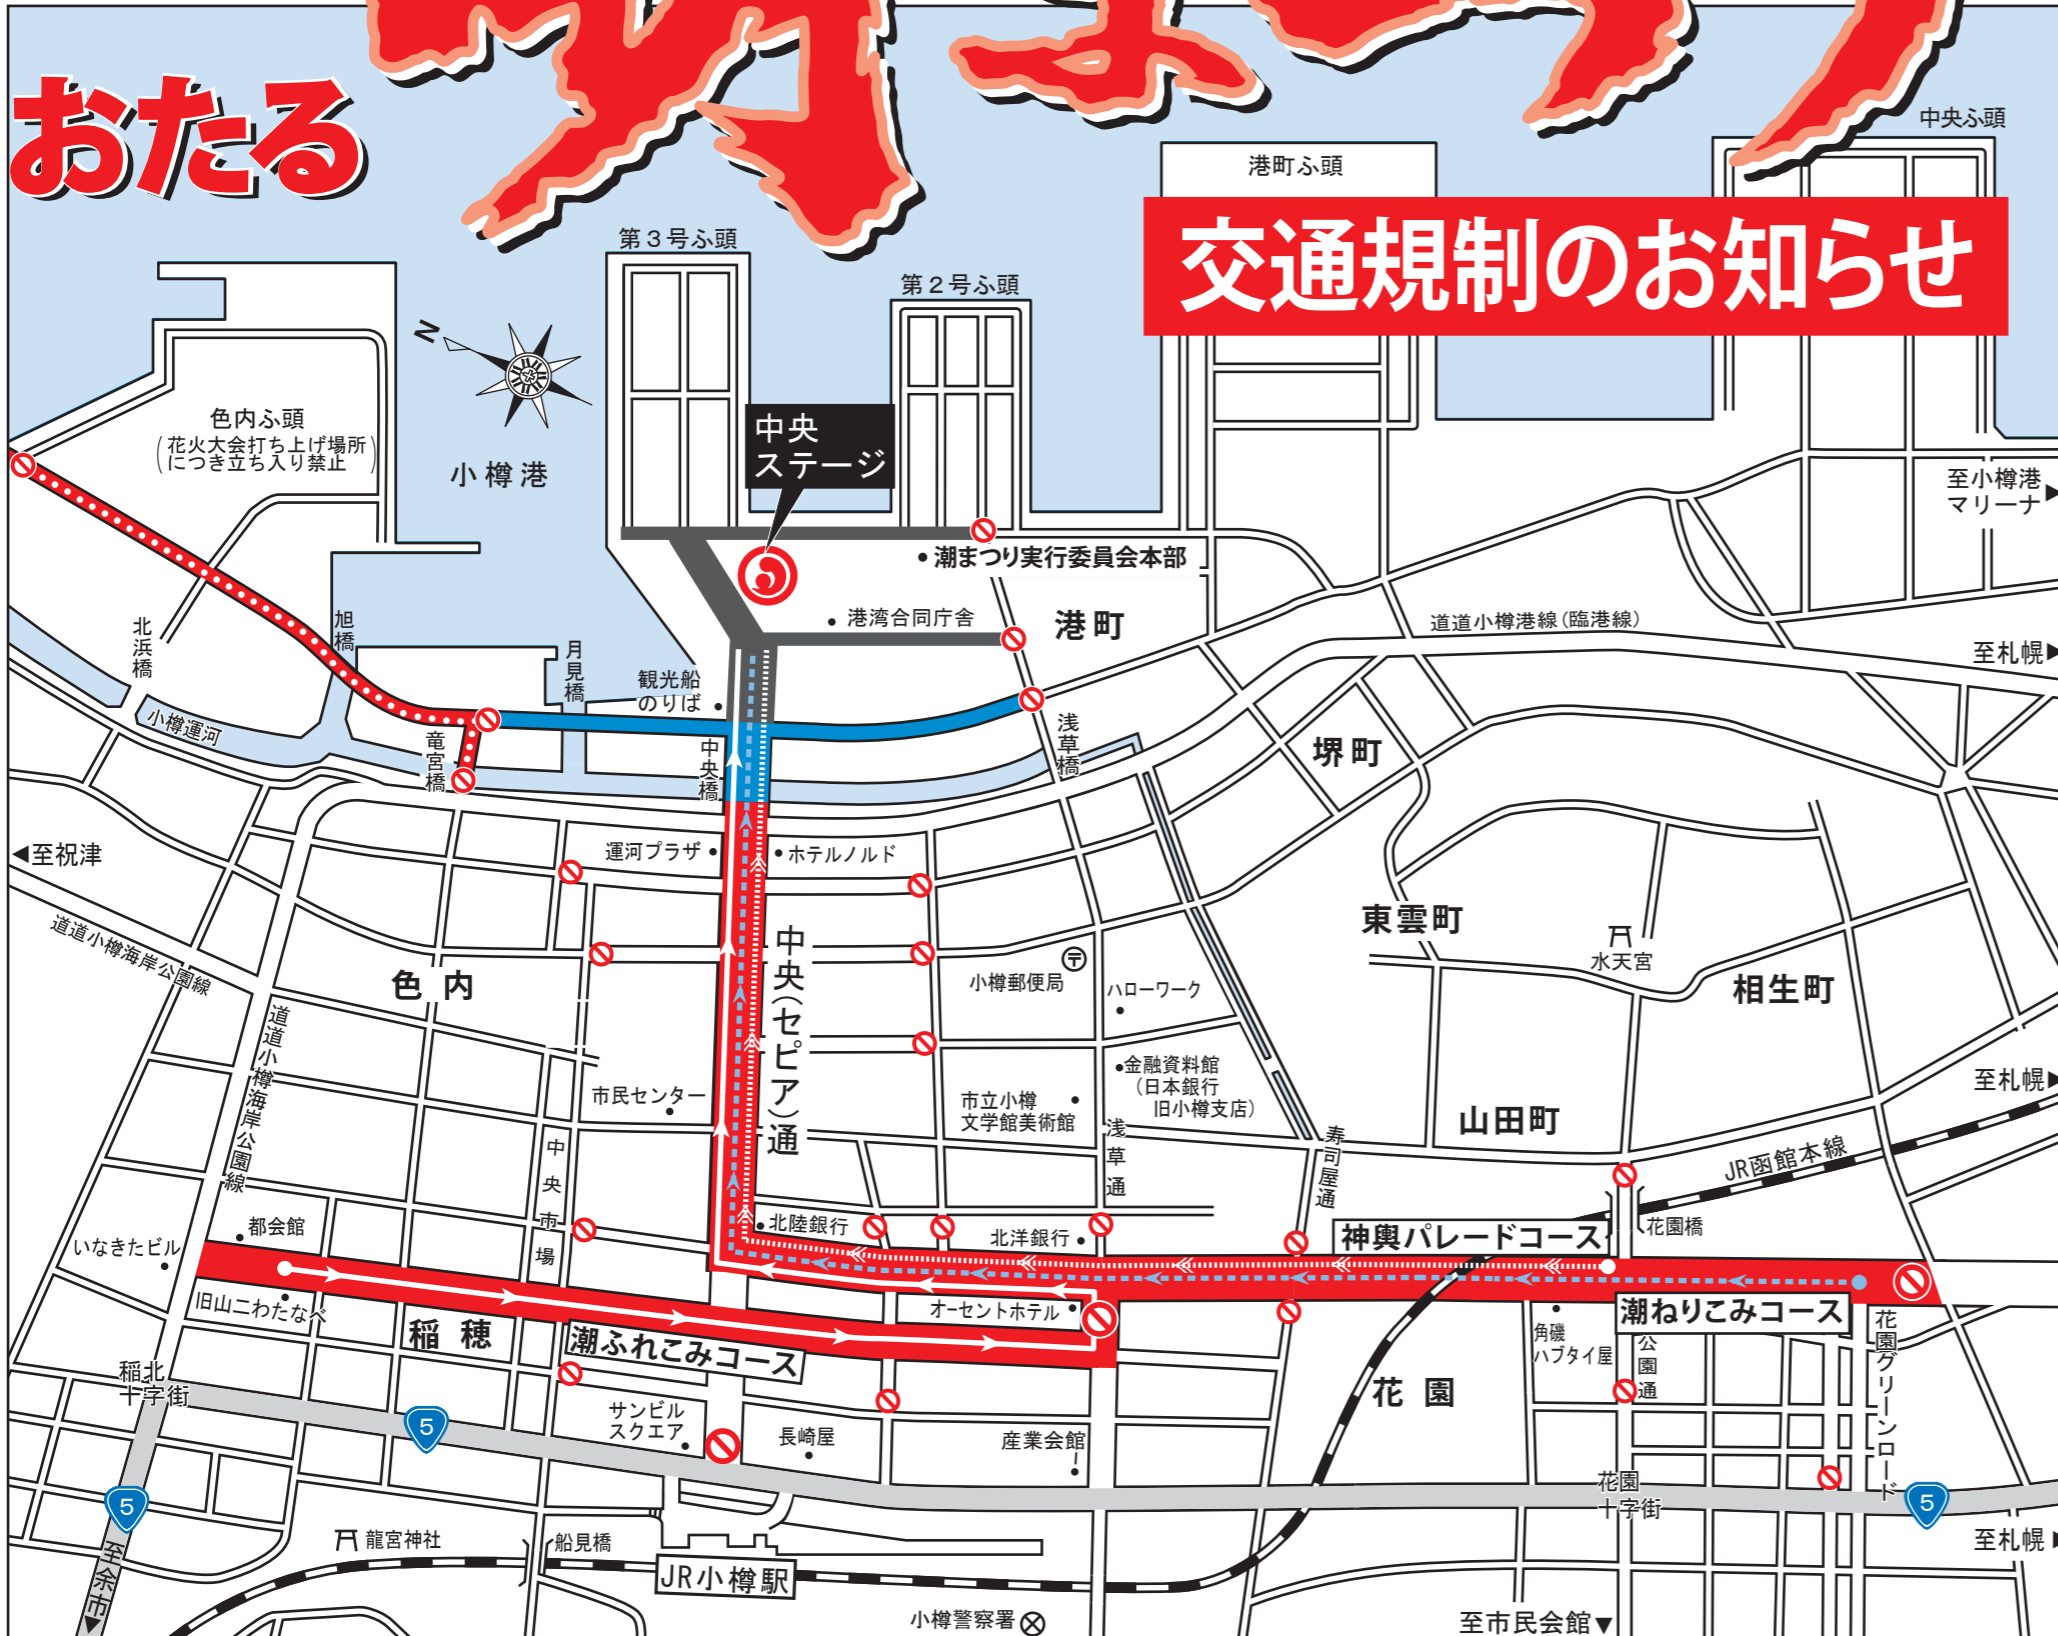 おたる
潮まつり
交通規制のお知らせ
中央ふ頭
港町ふ頭
第3号ふ頭
第2号ふ頭
N
色内ふ頭
(花火大会打ち上げ場所
につき立ち入り禁止)
小樽港
中央
ステージ
至小樽港
マリーナ▶
•潮まつり実行委員会本部
•港湾合同庁舎
港町
道道小樽港線(臨港線)
至札幌▶
北浜橋
旭橋
月見橋
観光船
のりば•
小樽運河
竜宮橋
中央橋
浅草橋
堺町
◀至祝津
運河プラザ•
•ホテルノルド
道道小樽海岸公園線
東雲町
水天宮
色内
中央(セピア)通
小樽郵便局
〒
ハローワーク
相生町
道道小樽海岸公園線
市民センター
市立小樽
文学館美術館
•金融資料館
(日本銀行
旧小樽支店)
山田町
至札幌▶
中央市場
浅草通
寿司屋通
JR函館本線
都会館
いなきたビル
•北陸銀行
北洋銀行•
神輿パレードコース
花園橋
旧山二わたなべ
稲穂
潮ふれこみコース
オーセントホテル
潮ねりこみコース
角磯
ハブタイ屋
公園通
花園グリーンロード
稲北
十字街
5
サンビル
スクエア
長崎屋
産業会館
花園
花園
十字街
5
5
至余市▼
龍宮神社
船見橋
JR小樽駅
小樽警察署
至札幌▶
至市民会館▼